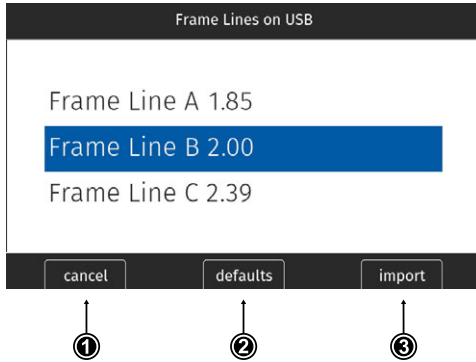 Frame Lines on USB
Frame Line A 1.85
Frame Line B 2.00
Frame Line C 2.39
cancel defaults import
1 2 3